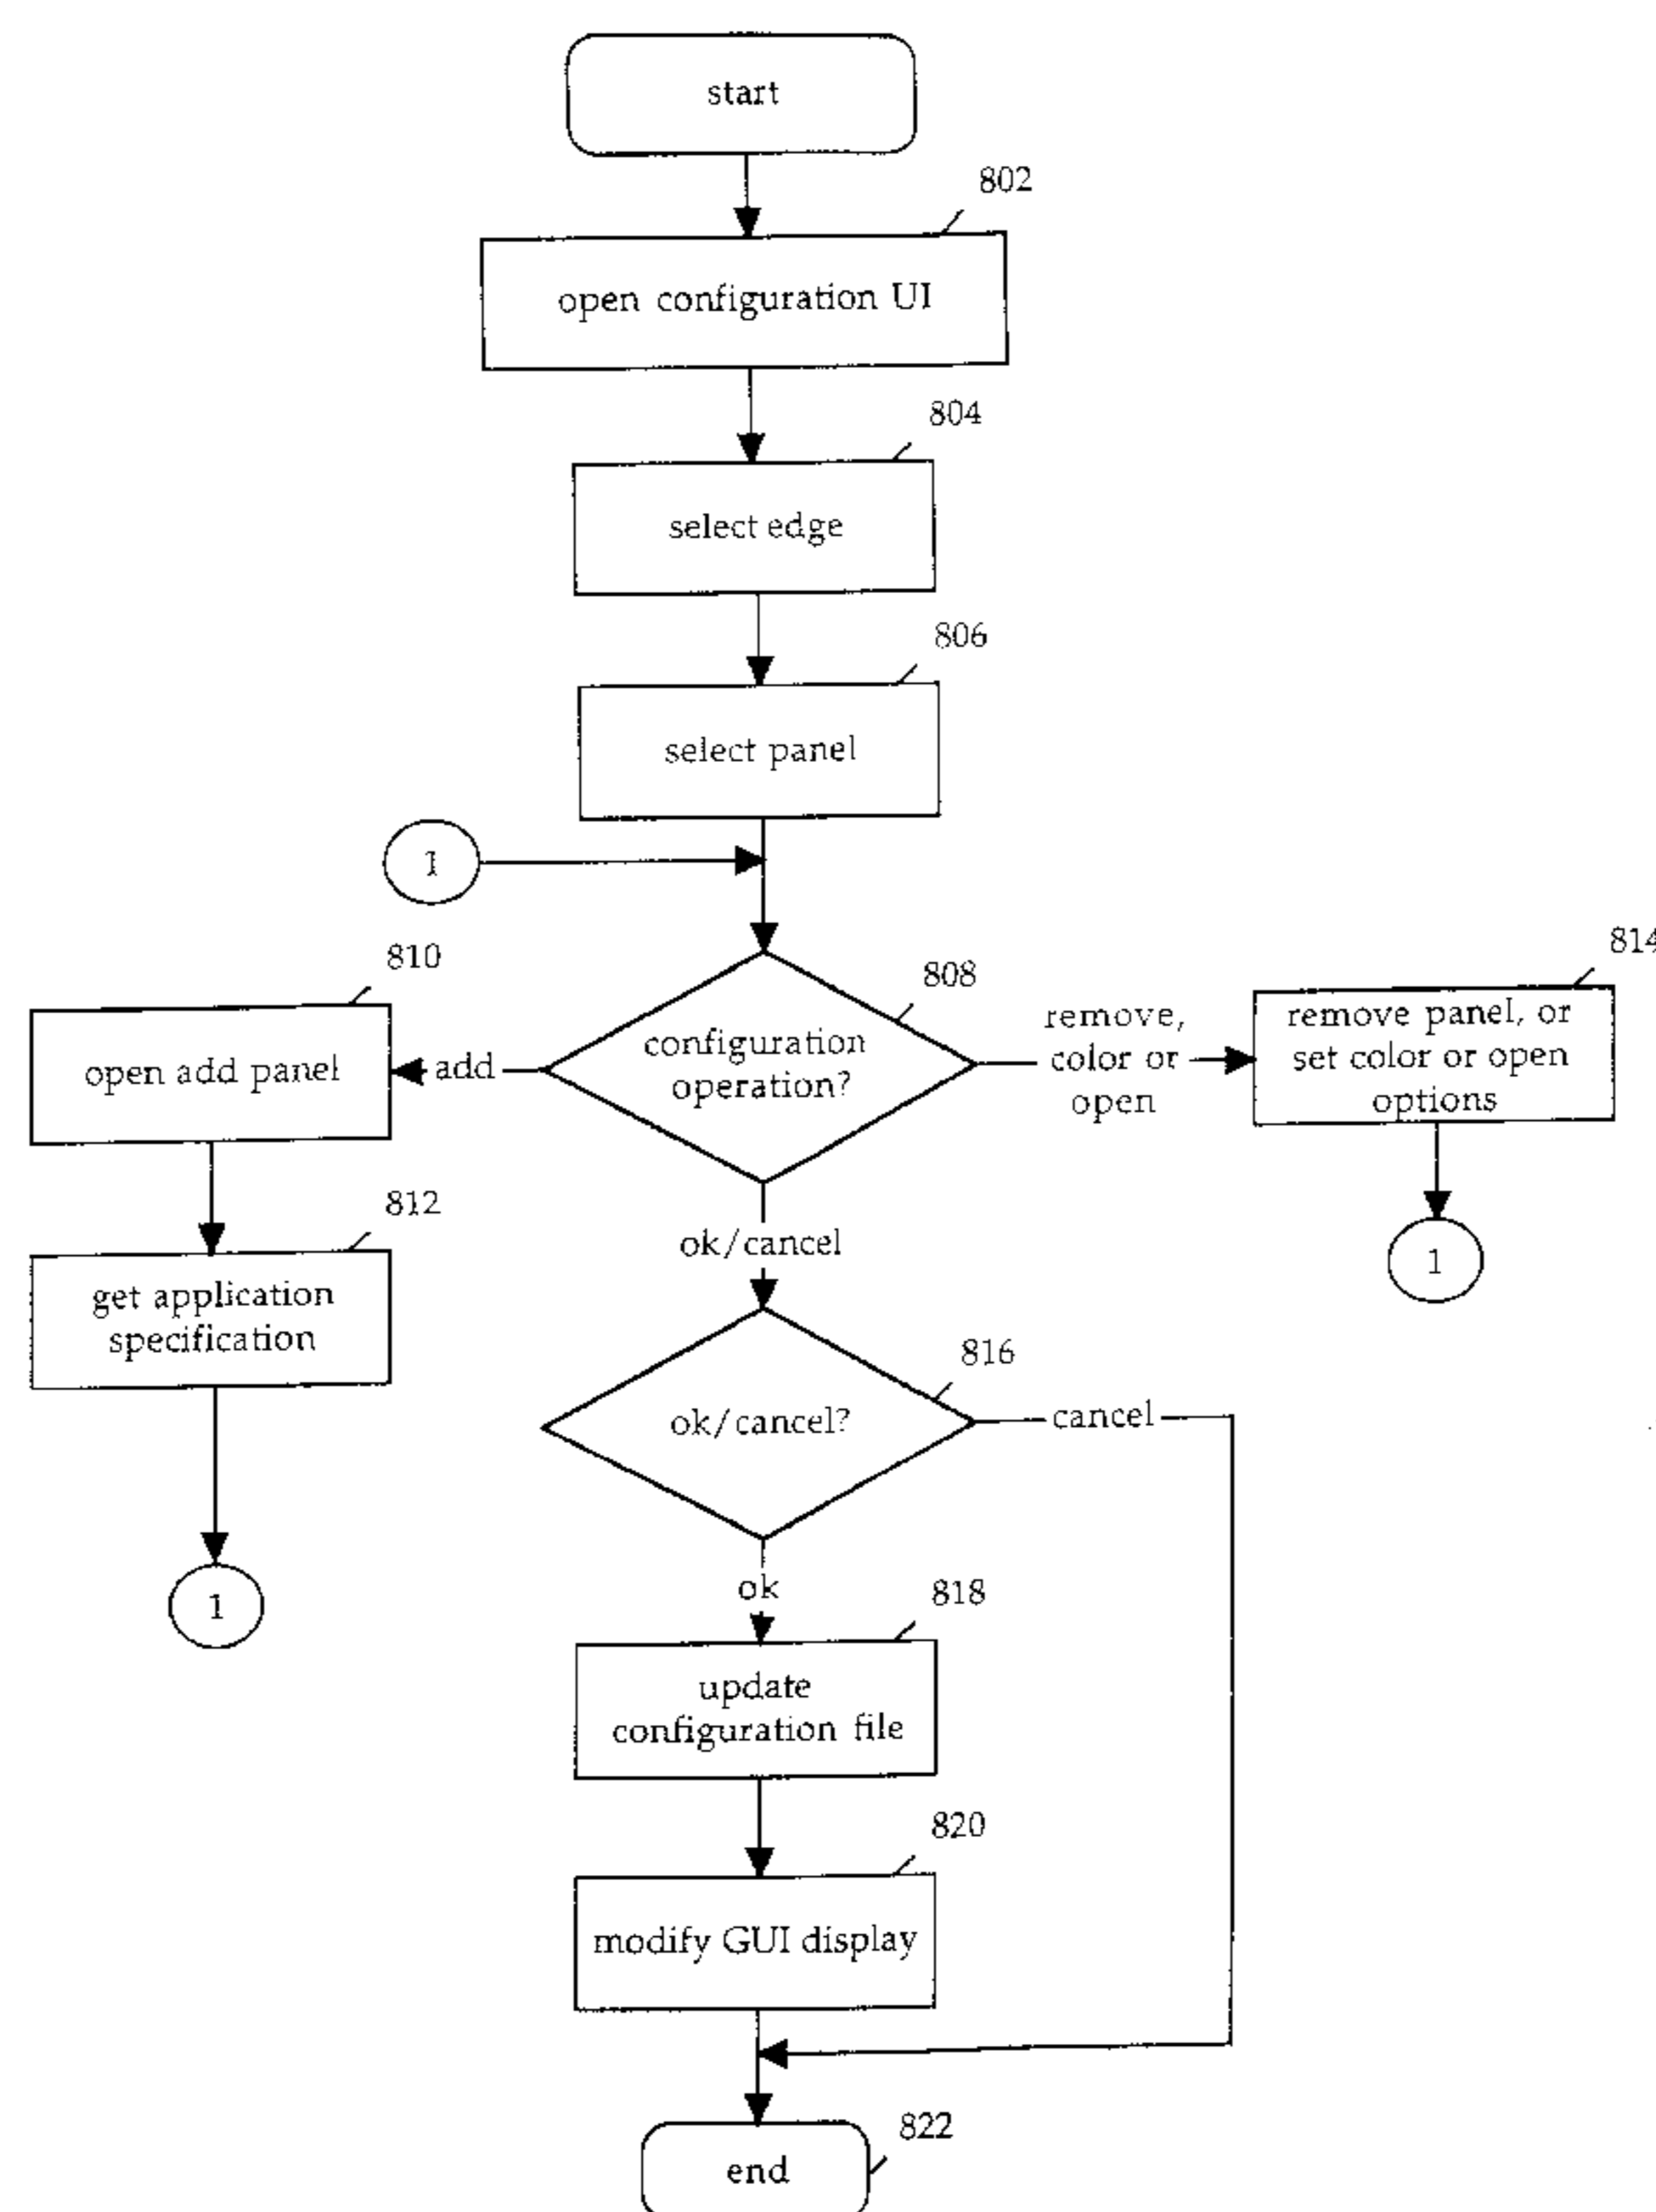 start
802
open configuration UI
804
select edge
806
select panel
1
810
808
814
open add panel
add
configuration
operation?
remove,
color or
open
remove panel, or
set color or open
options
812
get application
specification
ok/cancel
1
816
ok/cancel?
cancel
1
ok
818
update
configuration file
820
modify GUI display
822
end